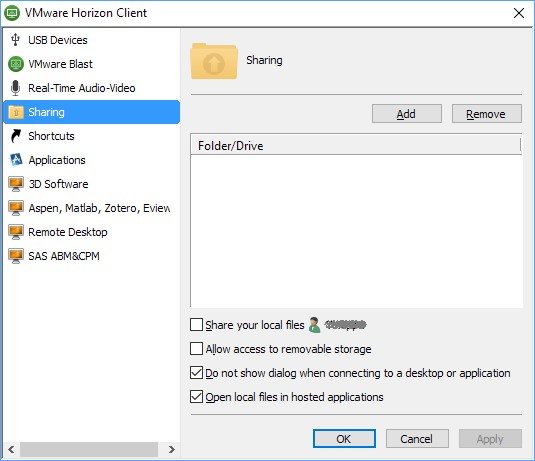 VMware Horizon Client
USB Devices
VMware Blast
Real-Time Audio-Video
Sharing
Shortcuts
Applications
3D Software
Aspen, Matlab, Zotero, Eview
Remote Desktop
SAS ABM&CPM
Sharing
Add
Remove
Folder/Drive
Share your local files
Allow access to removable storage
Do not show dialog when connecting to a desktop or application
Open local files in hosted applications
OK
Cancel
Apply